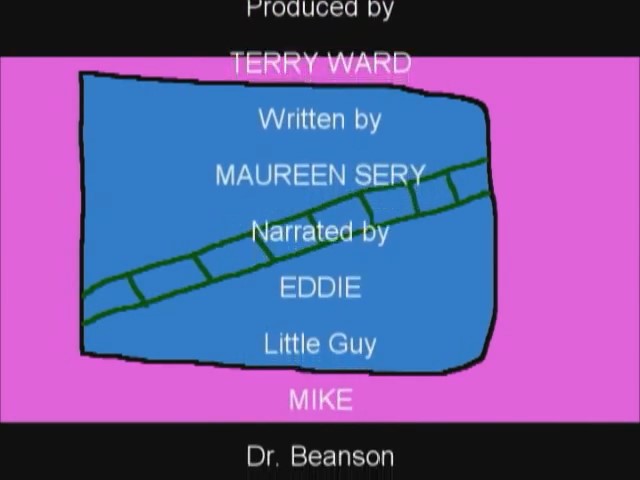 Produced by
TERRY WARD
Written by
MAUREEN SERY
Narrated by
EDDIE
Little Guy
MIKE
Dr. Beanson